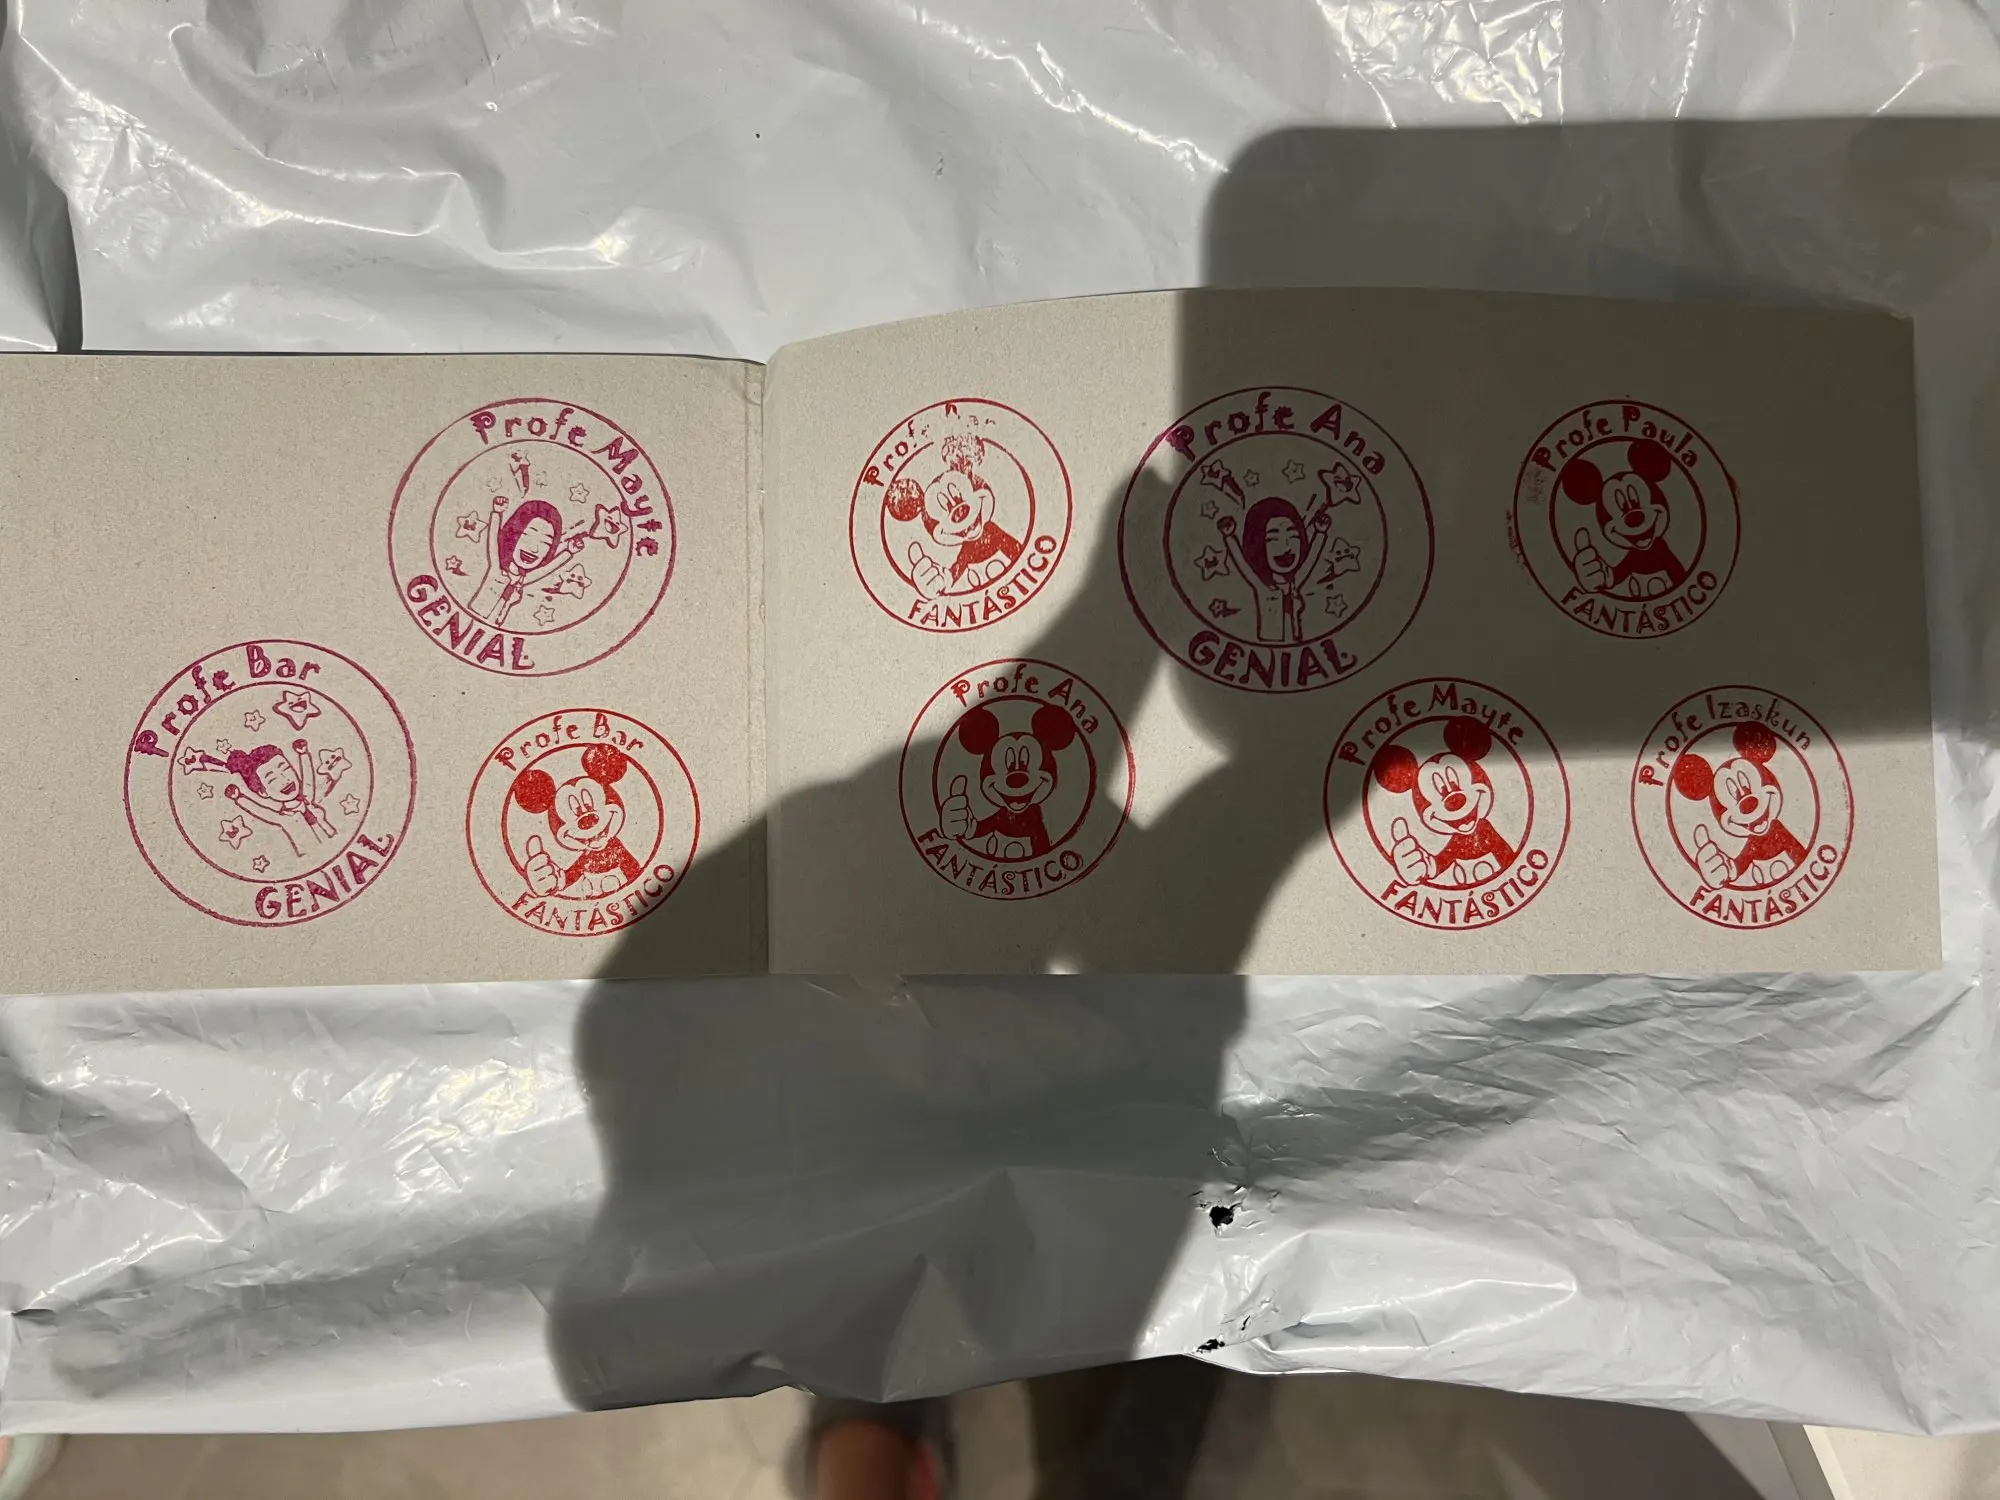 Profe Mayte
GENIAL
Profe Bar
GENIAL
Profe Bar
FANTÁSTICO
FANTÁSTICO
Profe Ana
GENIAL
Profe Paula
FANTÁSTICO
Profe Ana
FANTÁSTICO
Profe Mayte
FANTÁSTICO
Profe Izaskun
FANTÁSTICO